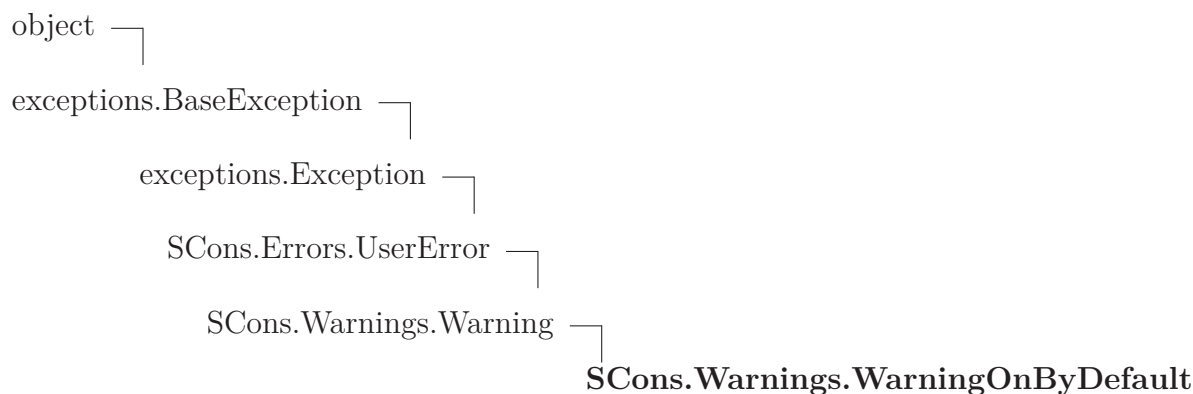 object
exceptions.BaseException
exceptions.Exception
SCons.Errors.UserError
SCons.Warnings.Warning
SCons.Warnings.WarningOnByDefault